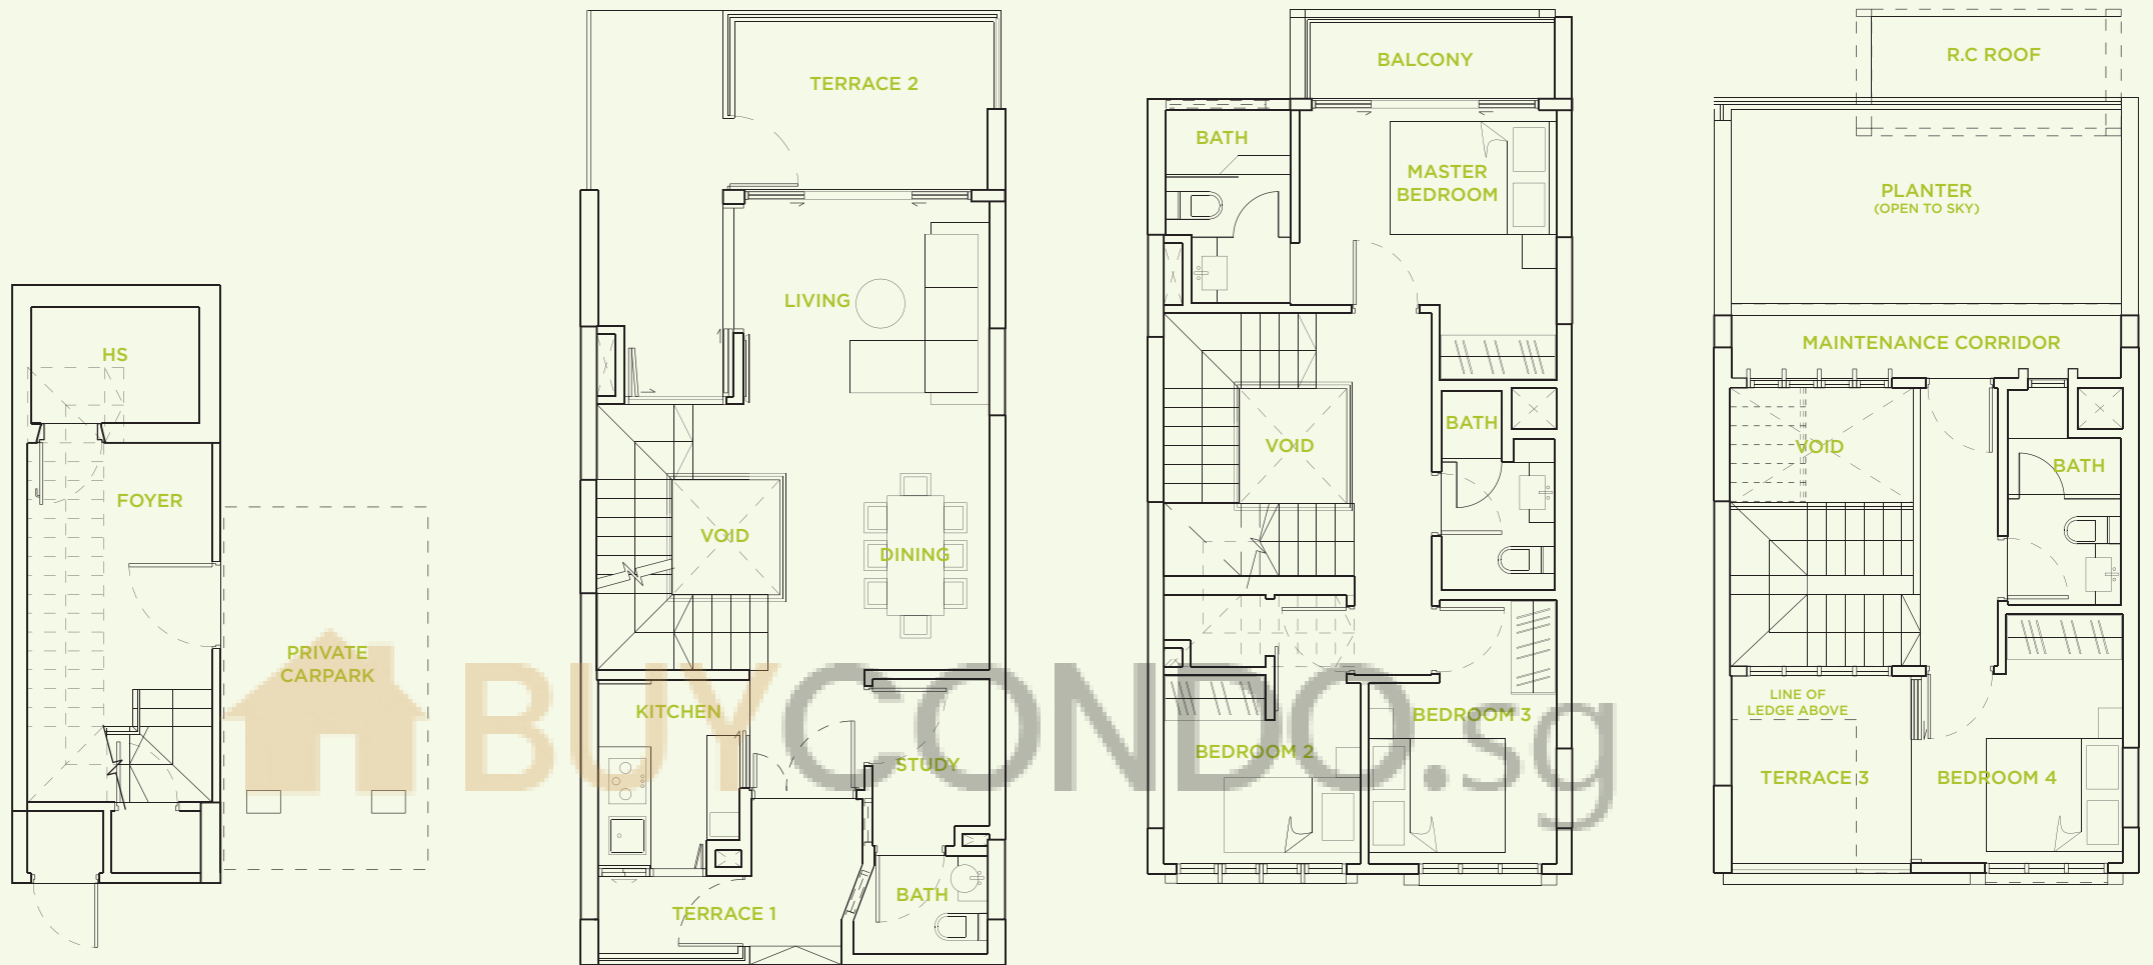 HS
FOYER
PRIVATE
CARPARK
TERRACE 2
LIVING
VOID
DINING
KITCHEN
STUDY
TERRACE 1
BATH
BALCONY
BATH
MASTER
BEDROOM
VOID
BATH
BEDROOM 2
BEDROOM 3
R.C ROOF
PLANTER
(OPEN TO SKY)
MAINTENANCE CORRIDOR
VOID
BATH
LINE OF
LEDGE ABOVE
TERRACE 3
BEDROOM 4
BUYCONDO.sg